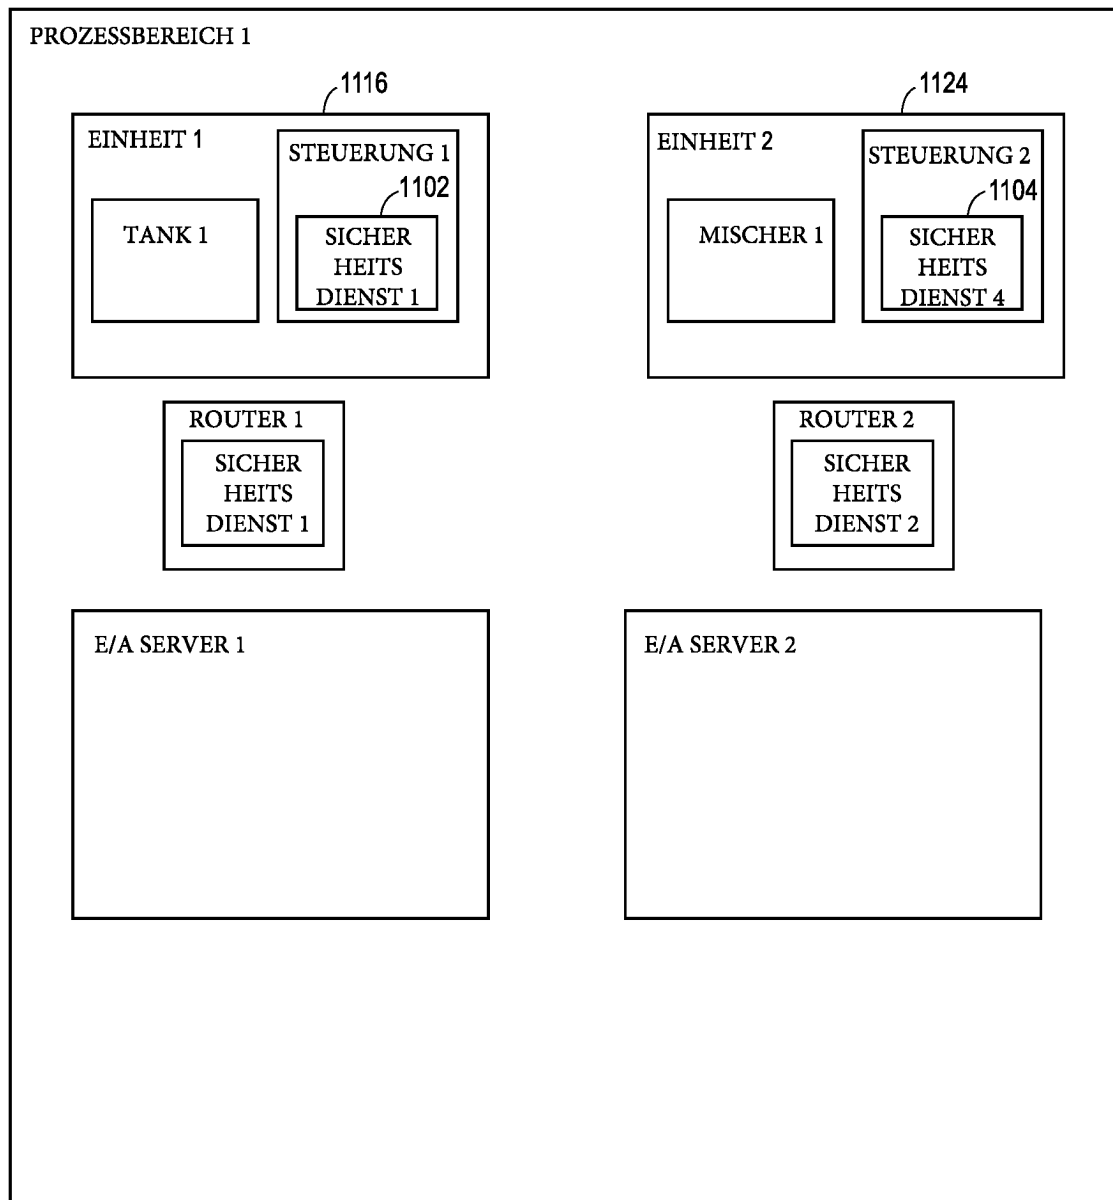 PROZESSBEREICH 1
1116
EINHEIT 1
STEUERUNG 1
1102
TANK 1
SICHER
HEITS
DIENST 1
1124
EINHEIT 2
STEUERUNG 2
1104
MISCHER 1
SICHER
HEITS
DIENST 4
ROUTER 1
SICHER
HEITS
DIENST 1
ROUTER 2
SICHER
HEITS
DIENST 2
E/A SERVER 1
E/A SERVER 2